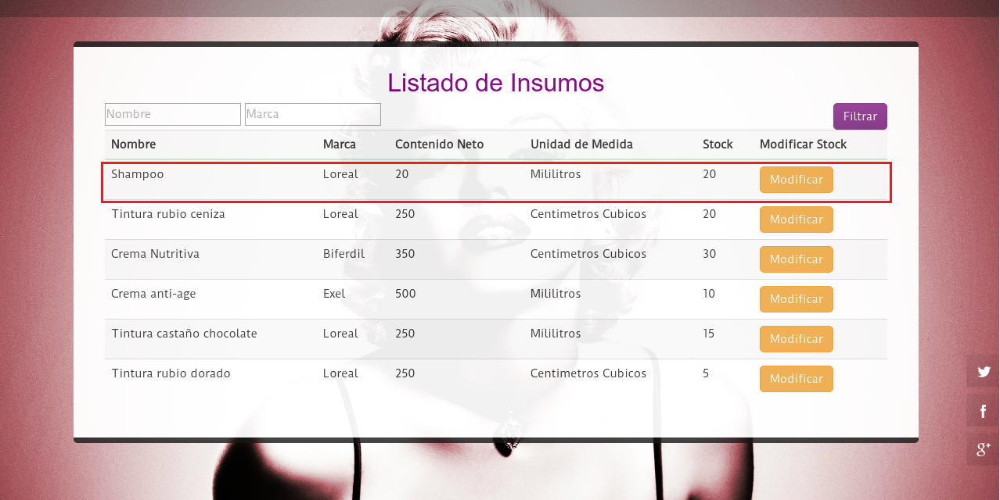 Listado de Insumos
Nombre Marca Filtrar
Nombre Marca Contenido Neto Unidad de Medida Stock Modificar Stock
Shampoo Loreal 20 Mililitros 20 Modificar
Tintura rubio ceniza Loreal 250 Centimetros Cubicos 20 Modificar
Crema Nutritiva Biferdil 350 Centimetros Cubicos 30 Modificar
Crema anti-age Exel 500 Mililitros 10 Modificar
Tintura castaño chocolate Loreal 250 Mililitros 15 Modificar
Tintura rubio dorado Loreal 250 Centimetros Cubicos 5 Modificar